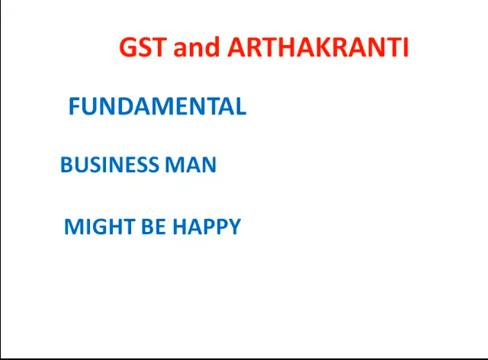 GST and ARTHAKRANTI
FUNDAMENTAL
BUSINESS MAN
MIGHT BE HAPPY